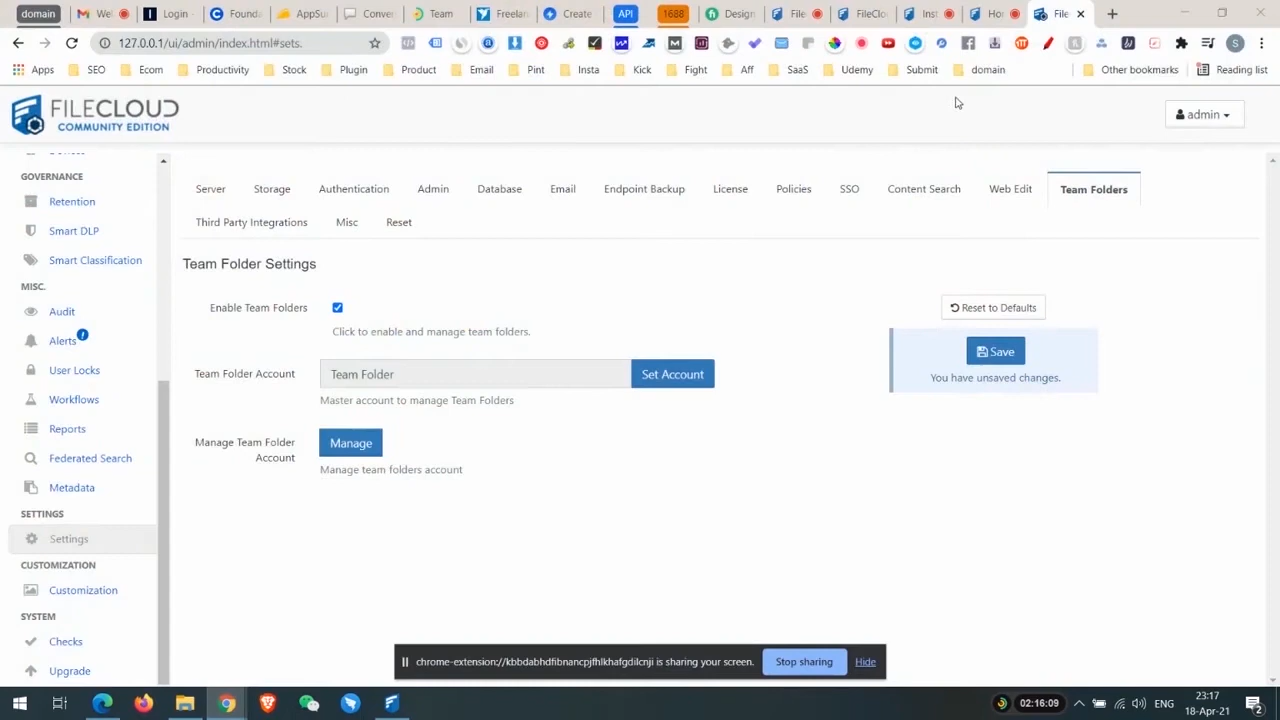 domain Wel Login Founda AppSu Conver Team Freelan Create API 1688 Design File FileClo Inst Ho File
127.0.0.1/ui/admin/index.html#sets. S
Apps SEO Ecom Productivity Stock Plugin Product Email Pint Insta Kick Fight Aff SaaS Udemy Submit domain Other bookmarks Reading list
FILECLOUD
COMMUNITY EDITION
admin
GOVERNANCE
Retention
Smart DLP
Smart Classification
MISC.
Audit
Alerts
User Locks
Workflows
Reports
Federated Search
Metadata
SETTINGS
Settings
CUSTOMIZATION
Customization
SYSTEM
Checks
Upgrade
Server Storage Authentication Admin Database Email Endpoint Backup License Policies SSO Content Search Web Edit Team Folders
Third Party Integrations Misc Reset
Team Folder Settings
Enable Team Folders
Click to enable and manage team folders.
Team Folder Account Team Folder Set Account
Master account to manage Team Folders
Manage Team Folder
Account
Manage
Manage team folders account
Reset to Defaults
Save
You have unsaved changes.
chrome-extension://kbbdabhdfibnancpjfhlkhafgdilcnji is sharing your screen. Stop sharing Hide
02:16:09 ENG 23:17
18-Apr-21 2